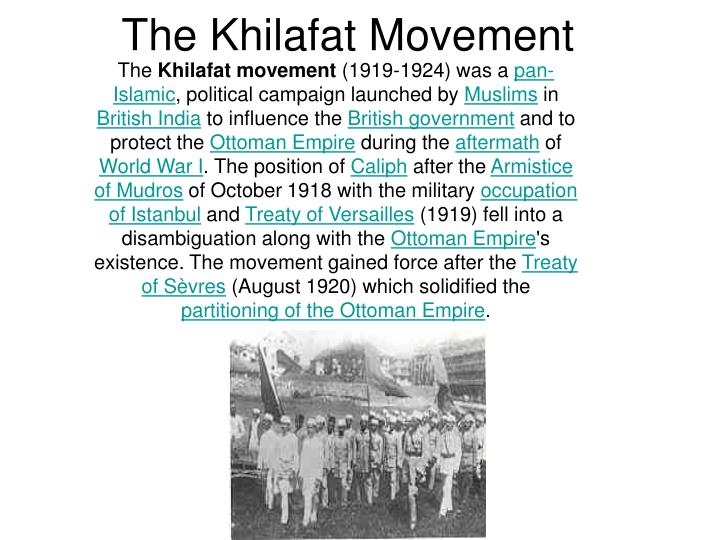 The Khilafat Movement
The Khilafat movement (1919-1924) was a pan-
Islamic, political campaign launched by Muslims in
British India to influence the British government and to
protect the Ottoman Empire during the aftermath of
World War I. The position of Caliph after the Armistice
of Mudros of October 1918 with the military occupation
of Istanbul and Treaty of Versailles (1919) fell into a
disambiguation along with the Ottoman Empire's
existence. The movement gained force after the Treaty
of Sèvres (August 1920) which solidified the
partitioning of the Ottoman Empire.